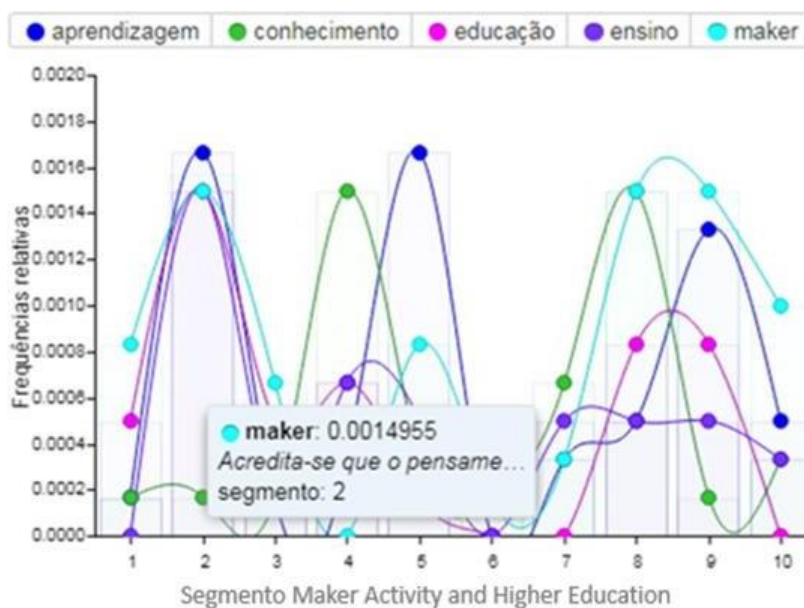 aprendizagem conhecimento educação ensino maker
0.0020
0.0018
0.0016
0.0014
0.0012
0.0010
0.0008
0.0006
0.0004
0.0002
0.0000
Frequências relativas
maker: 0.0014955
Acredita-se que o pensame...
segmento: 2
1 2 3 4 5 6 7 8 9 10
Segmento Maker Activity and Higher Education